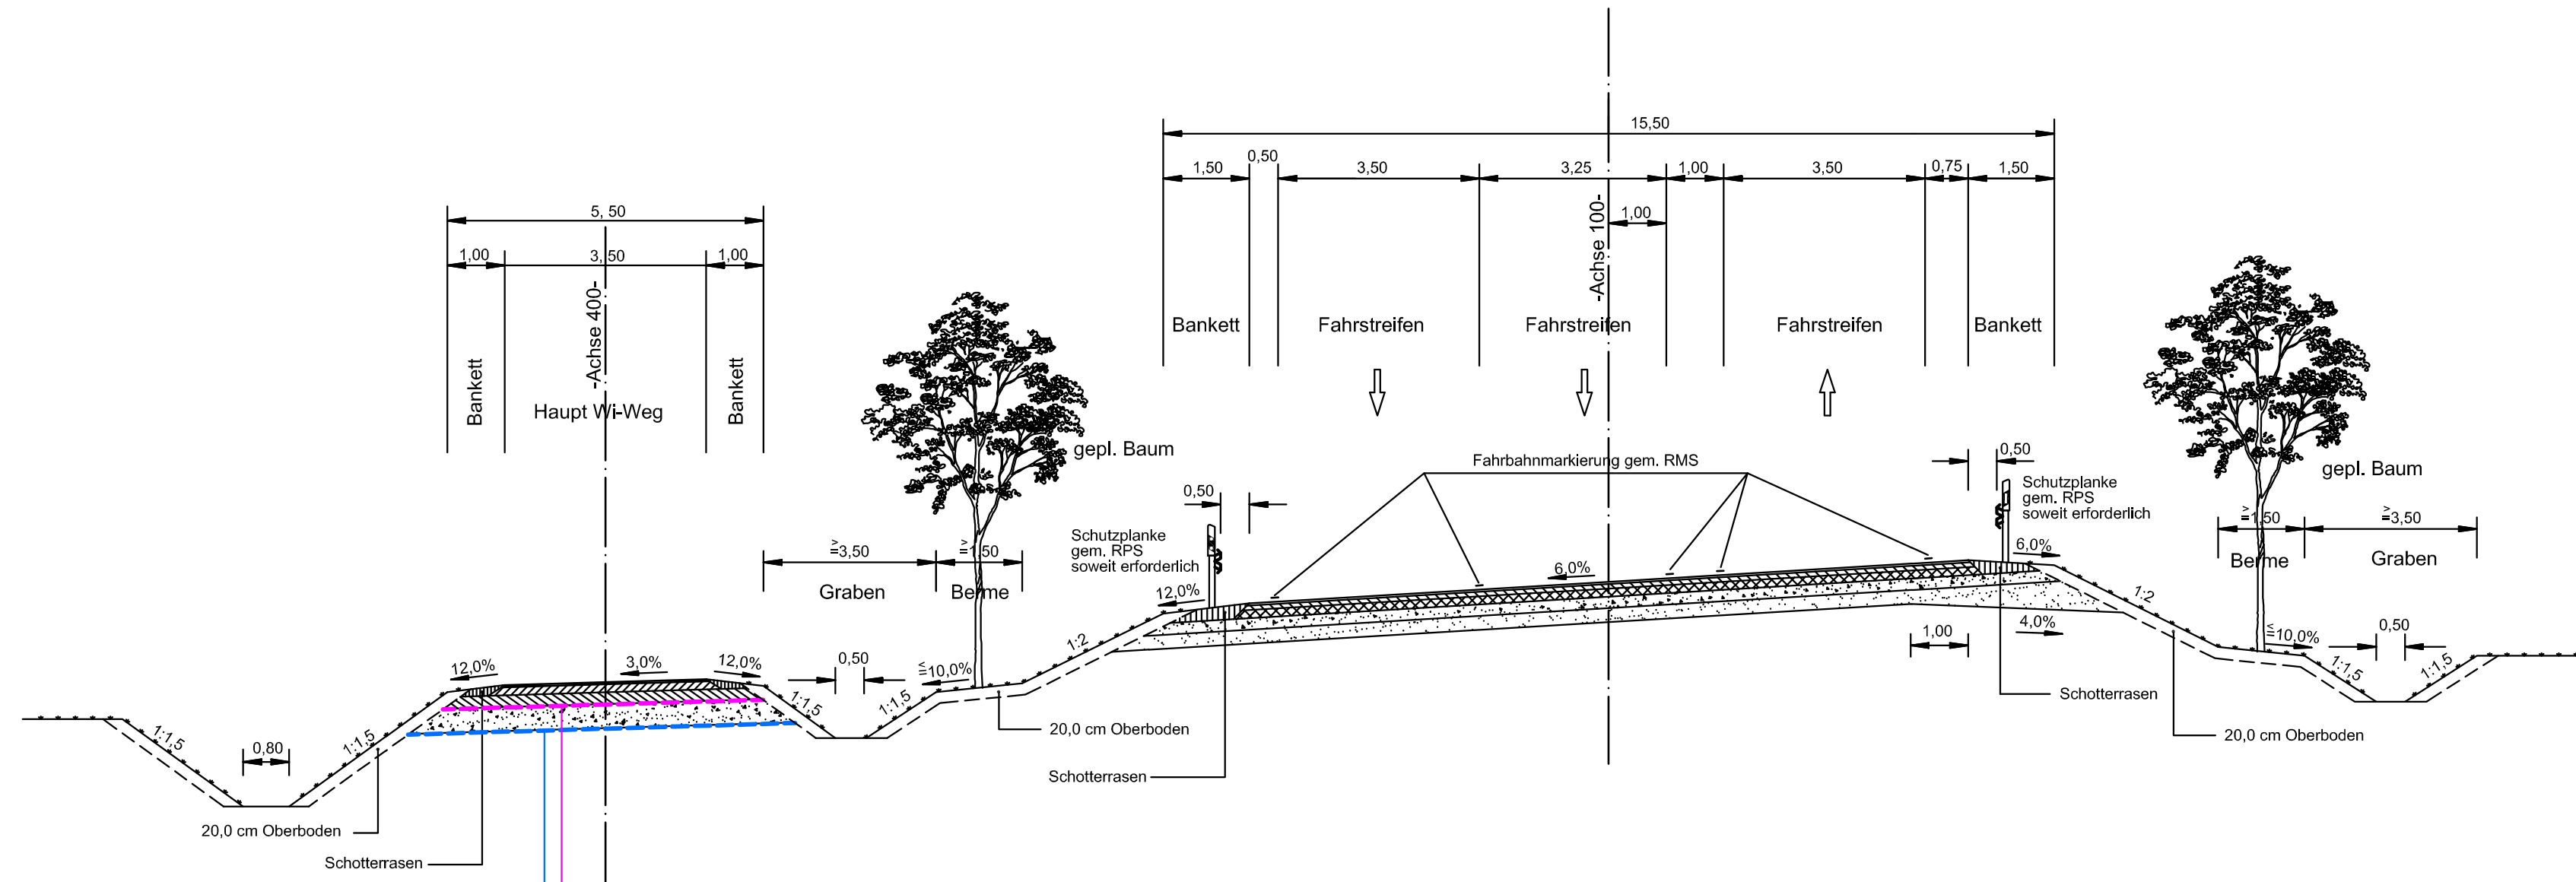 15,50
1,50
0,50
3,50
3,25
1,00
3,50
0,75
1,50
1,00
-Achse 100-
Bankett
Fahrstreifen
Fahrstreifen
Fahrstreifen
Bankett
5, 50
1,00
3,50
1,00
-Achse 400-
Bankett
Haupt Wi-Weg
Bankett
gepl. Baum
gepl. Baum
Fahrbahnmarkierung gem. RMS
0,50
0,50
Schutzplanke
gem. RPS
soweit erforderlich
Schutzplanke
gem. RPS
soweit erforderlich
≥3,50
≥1,50
Graben
Berme
≥1,50
≥3,50
Berme
Graben
12,0%
6,0%
6,0%
1:2
1:2
4,0%
1,00
12,0%
3,0%
12,0%
0,50
≤10,0%
≤10,0%
0,50
1:1,5
1:1,5
1:1,5
1:1,5
1:1,5
1:1,5
0,80
Schotterrasen
20,0 cm Oberboden
20,0 cm Oberboden
Schotterrasen
20,0 cm Oberboden
Schotterrasen